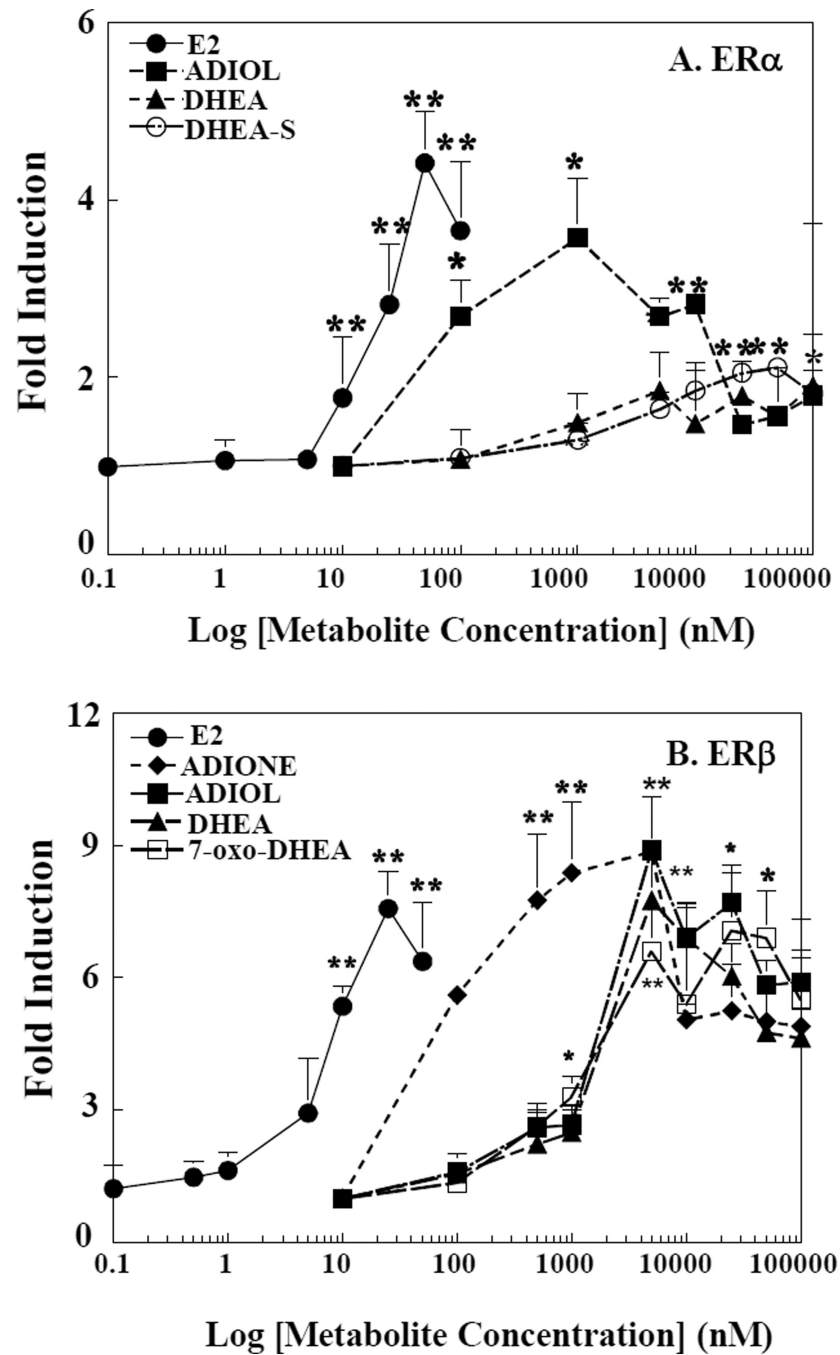 6
E2
ADIOL
A. ERα
DHEA
DHEA-S
**
**
4
*
**
*
**
**
** **
*
2
0
0.1 1 10 100 1000 10000 100000
Fold Induction
Log [Metabolite Concentration] (nM)
12
E2
ADIONE
B. ERβ
ADIOL
DHEA
7-oxo-DHEA
**
**
**
9
**
**
**
*
*
**
6
**
*
3
0
0.1 1 10 100 1000 10000 100000
Fold Induction
Log [Metabolite Concentration] (nM)